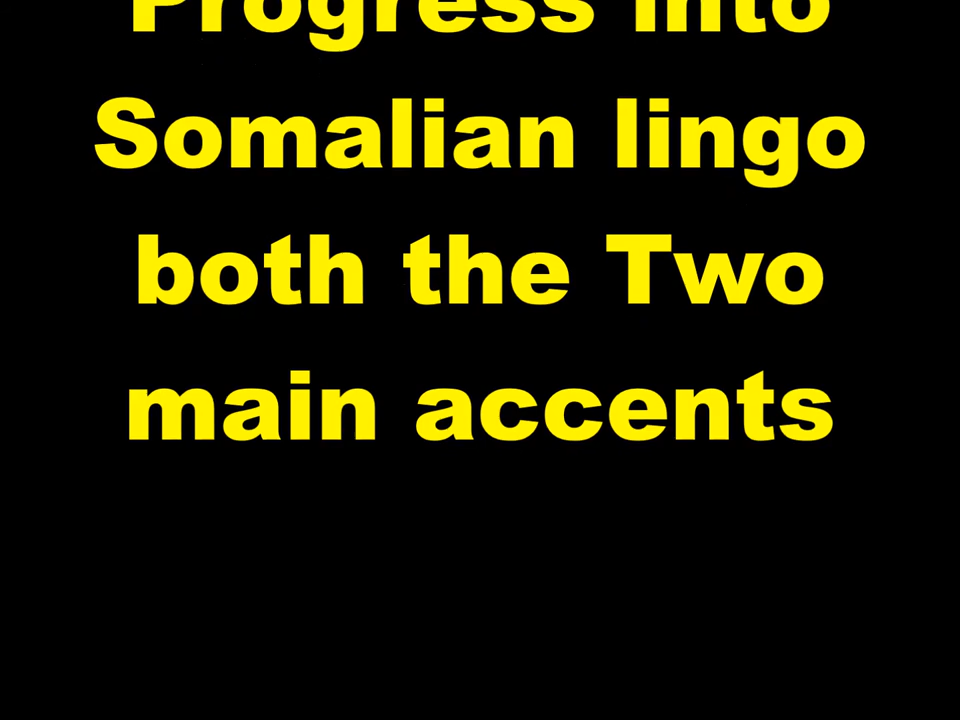 Progress into
Somalian lingo
both the Two
main accents